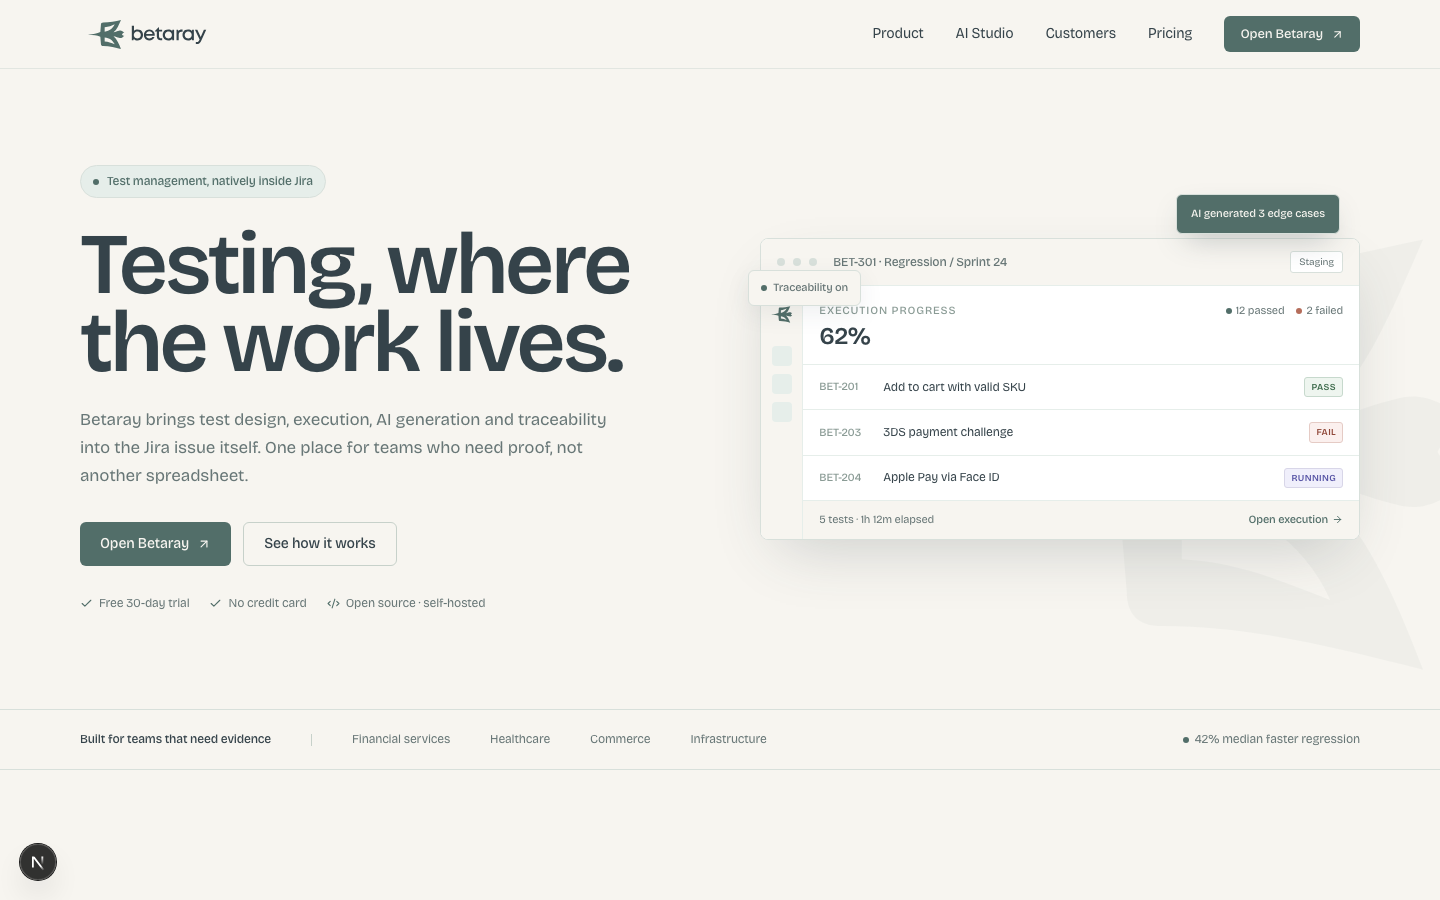 betaray
Product
AI Studio
Customers
Pricing
Open Betaray
Test management, natively inside Jira
Testing, where
the work lives.
Betaray brings test design, execution, AI generation and traceability
into the Jira issue itself. One place for teams who need proof, not
another spreadsheet.
Open Betaray
See how it works
Free 30-day trial
No credit card
Open source · self-hosted
AI generated 3 edge cases
BET-301 · Regression / Sprint 24
Staging
Traceability on
EXECUTION PROGRESS
12 passed
2 failed
62%
BET-201
Add to cart with valid SKU
PASS
BET-203
3DS payment challenge
FAIL
BET-204
Apple Pay via Face ID
RUNNING
5 tests · 1h 12m elapsed
Open execution →
Built for teams that need evidence
Financial services
Healthcare
Commerce
Infrastructure
42% median faster regression
N